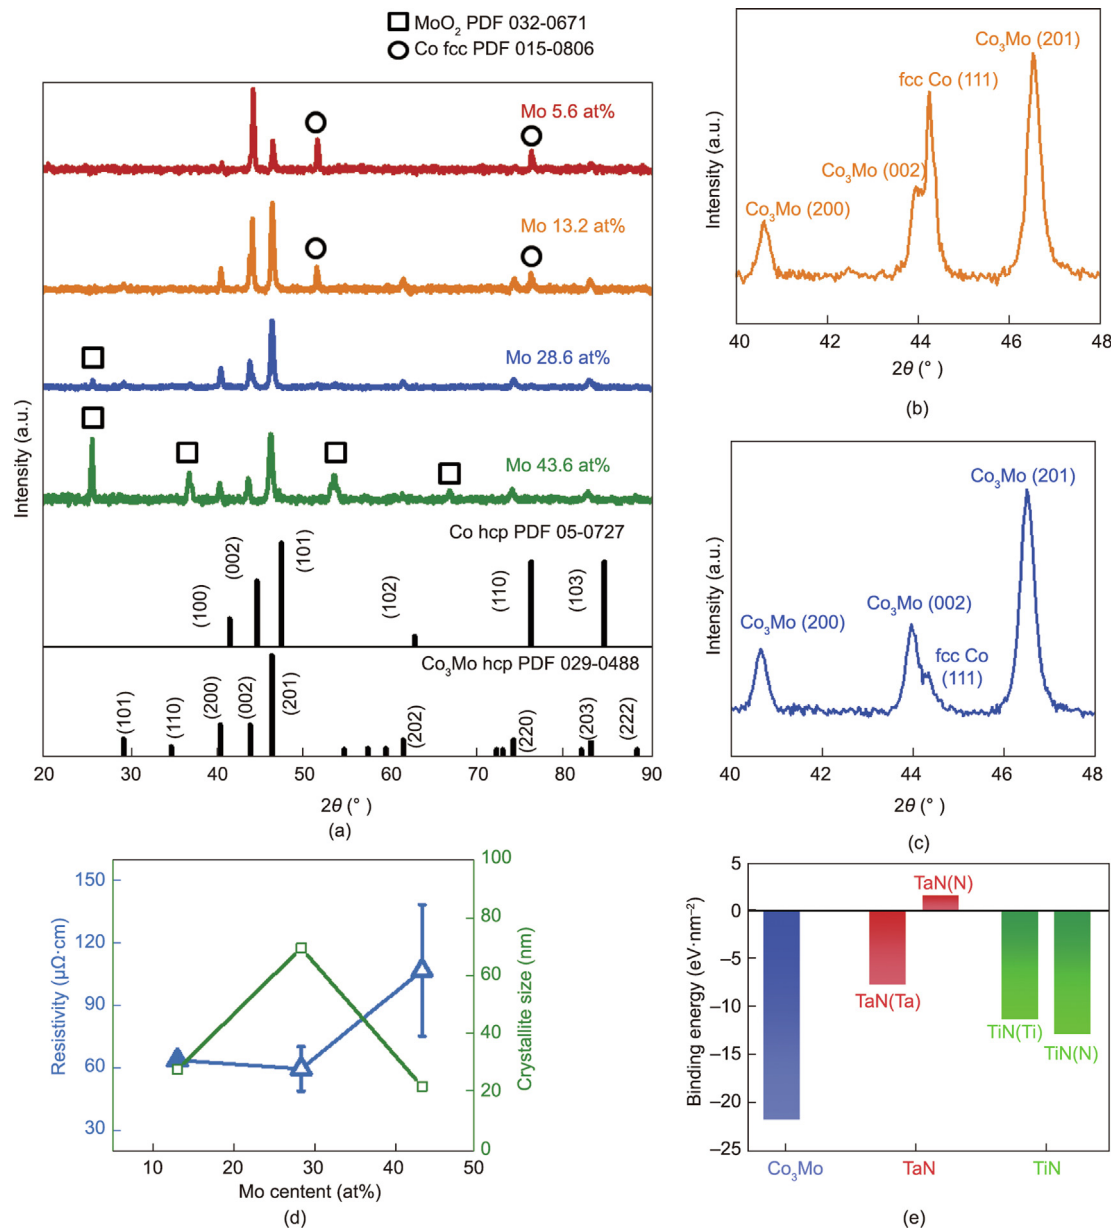 MoO₂ PDF 032-0671
Co fcc PDF 015-0806
Mo 5.6 at%
Mo 13.2 at%
Mo 28.6 at%
Mo 43.6 at%
Co hcp PDF 05-0727
(100)
(002)
(101)
(102)
(110)
(103)
Co₃Mo hcp PDF 029-0488
(101)
(110)
(200)
(002)
(201)
(202)
(220)
(203)
(222)
Intensity (a.u.)
20 30 40 50 60 70 80 90
2θ (° )
(a)
Co₃Mo (201)
fcc Co (111)
Co₃Mo (002)
Co₃Mo (200)
Intensity (a.u.)
40 42 44 46 48
2θ (° )
(b)
Co₃Mo (201)
Co₃Mo (002)
Co₃Mo (200)
fcc Co
(111)
Intensity (a.u.)
40 42 44 46 48
2θ (° )
(c)
Resistivity (μΩ·cm)
150
120
90
60
30
100
80
60
40
20
0
Crystallite size (nm)
10 20 30 40 50
Mo centent (at%)
(d)
Binding energy (eV·nm⁻²)
5
0
–5
–10
–15
–20
–25
TaN(N)
TaN(Ta)
TiN(Ti)
TiN(N)
Co₃Mo TaN TiN
(e)